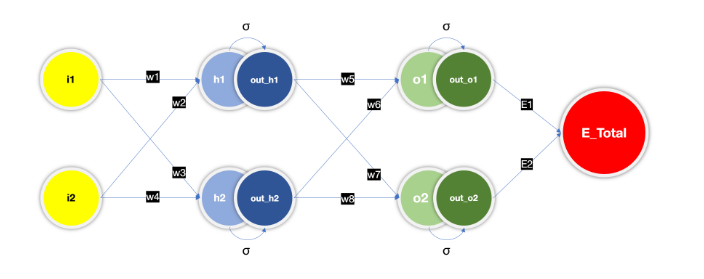 σ σ
i1 w1 h1 out_h1 w5 o1 out_o1
w2 w6 E1
E_Total
w3 w7 E2
i2 w4 h2 out_h2 w8 o2 out_o2
σ σ